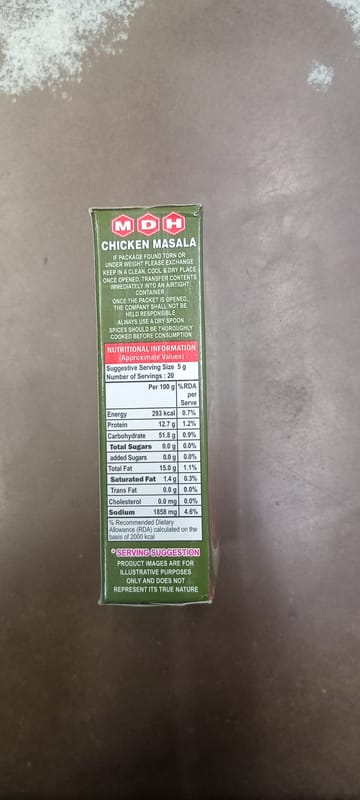 MDH
CHICKEN MASALA
IF PACKAGE FOUND TORN OR
UNDER WEIGHT PLEASE EXCHANGE
KEEP IN A CLEAN, COOL & DRY PLACE
ONCE OPENED, TRANSFER CONTENTS
IMMEDIATELY INTO AN AIRTIGHT
CONTAINER
ONCE THE PACKET IS OPENED,
THE COMPANY SHALL NOT BE
HELD RESPONSIBLE
ALWAYS USE A DRY SPOON
SPICES SHOULD BE THOROUGHLY
COOKED BEFORE CONSUMPTION
NUTRITIONAL INFORMATION
(Approximate Values)
Suggestive Serving Size 5 g
Number of Servings : 20
Per 100 g %RDA
per
Serve
Energy 293 kcal 0.7%
Protein 12.7 g 1.2%
Carbohydrate 51.8 g 0.9%
Total Sugars 0.0 g 0.0%
added Sugars 0.0 g 0.0%
Total Fat 15.0 g 1.1%
Saturated Fat 1.4 g 0.3%
Trans Fat 0.0 g 0.0%
Cholesterol 0.0 mg 0.0%
Sodium 1858 mg 4.6%
% Recommended Dietary
Allowance (RDA) calculated on the
basis of 2000 kcal
*SERVING SUGGESTION
PRODUCT IMAGES ARE FOR
ILLUSTRATIVE PURPOSES
ONLY AND DOES NOT
REPRESENT ITS TRUE NATURE